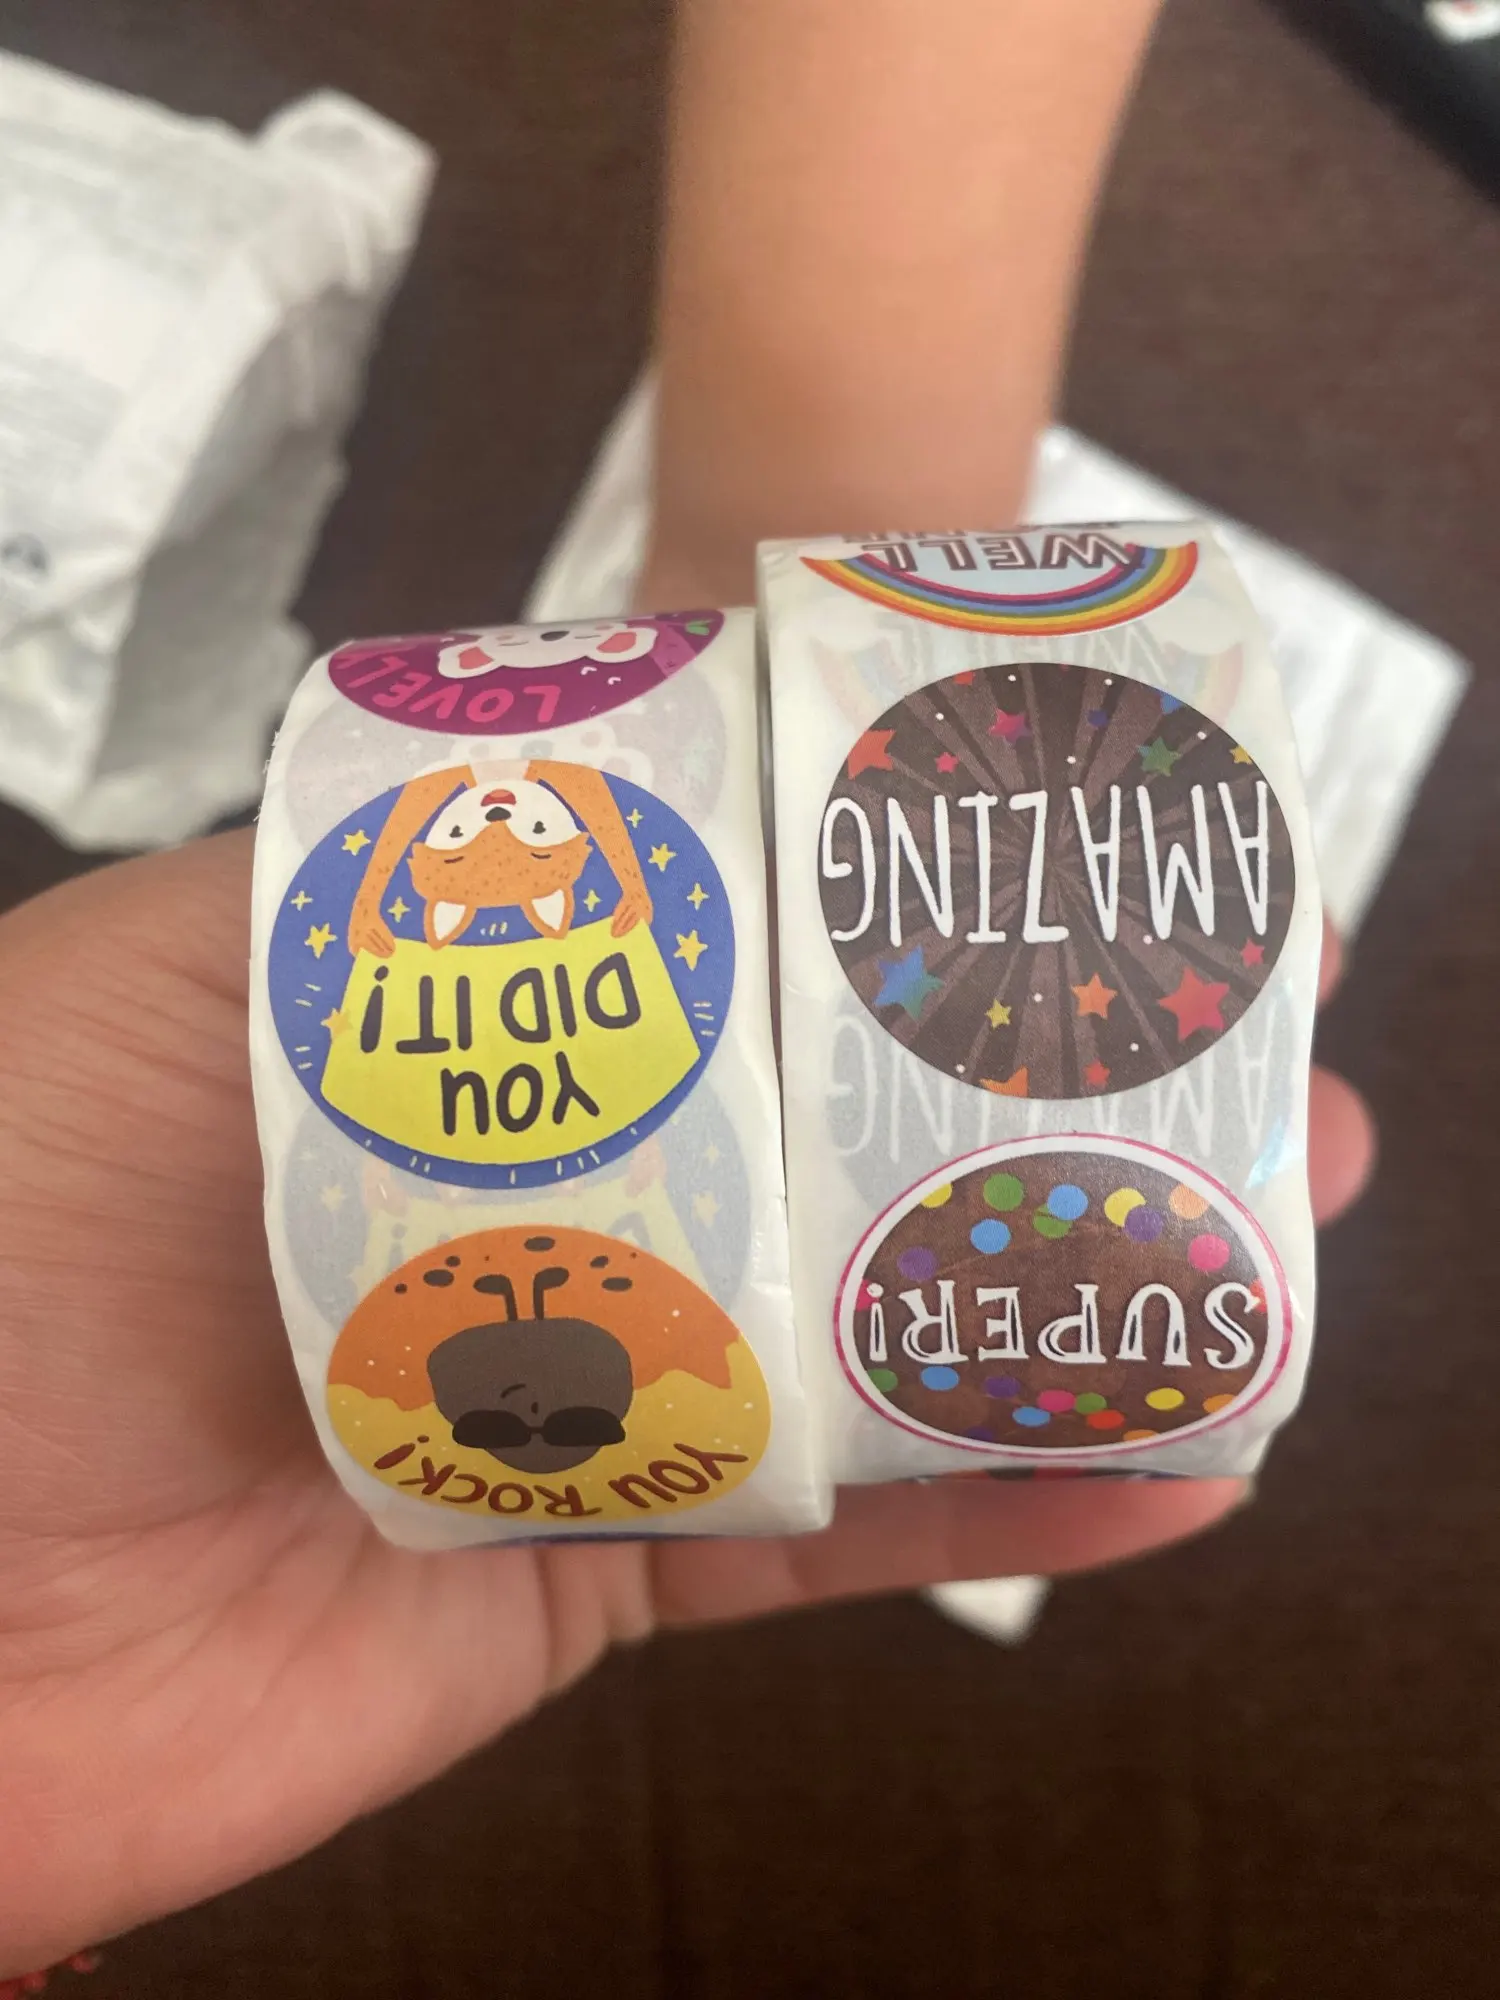 LOVELY
YOU
DID IT!
YOU ROCK!
WELL
AMAZING
SUPER!